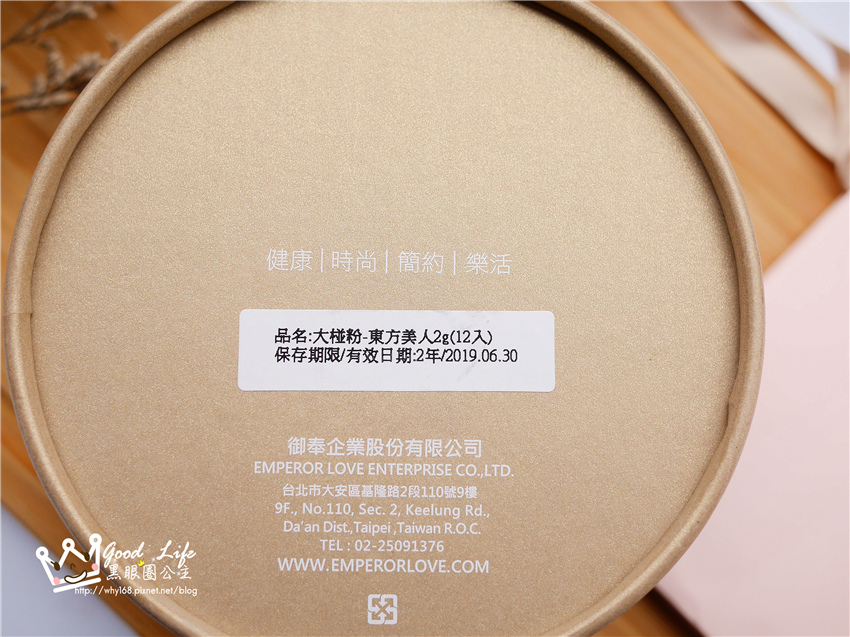 健康|時尚|簡約|樂活
品名:大椪粉-東方美人2g(12入)
保存期限/有效日期:2年/2019.06.30
御奉企業股份有限公司
EMPEROR LOVE ENTERPRISE CO.,LTD.
台北市大安區基隆路2段110號9樓
9F., No.110, Sec. 2, Keelung Rd.,
Da'an Dist.,Taipei ,Taiwan R.O.C.
TEL : 02-25091376
WWW.EMPERORLOVE.COM
Good Life
黑眼圈公主
http://why168.pixnet.net/blog